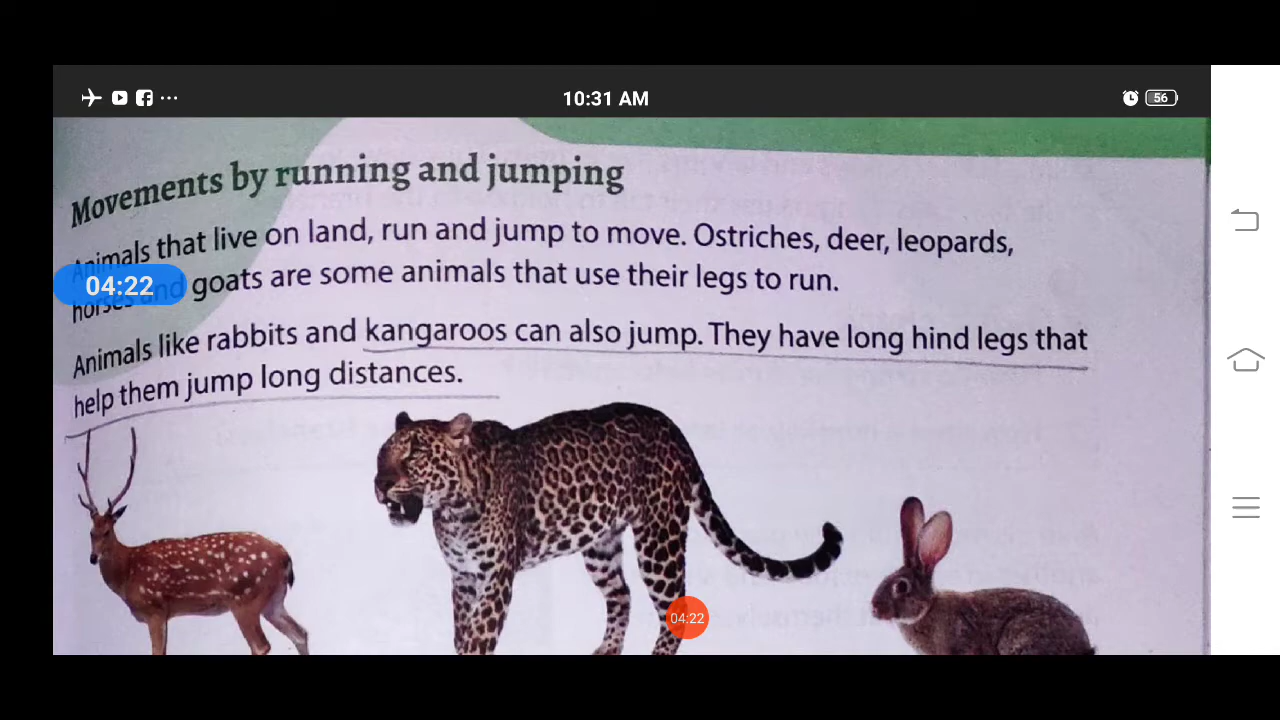 10:31 AM
56
Movements by running and jumping
Animals that live on land, run and jump to move. Ostriches, deer, leopards,
04:22
horses and goats are some animals that use their legs to run.
Animals like rabbits and kangaroos can also jump. They have long hind legs that
help them jump long distances.
04:22